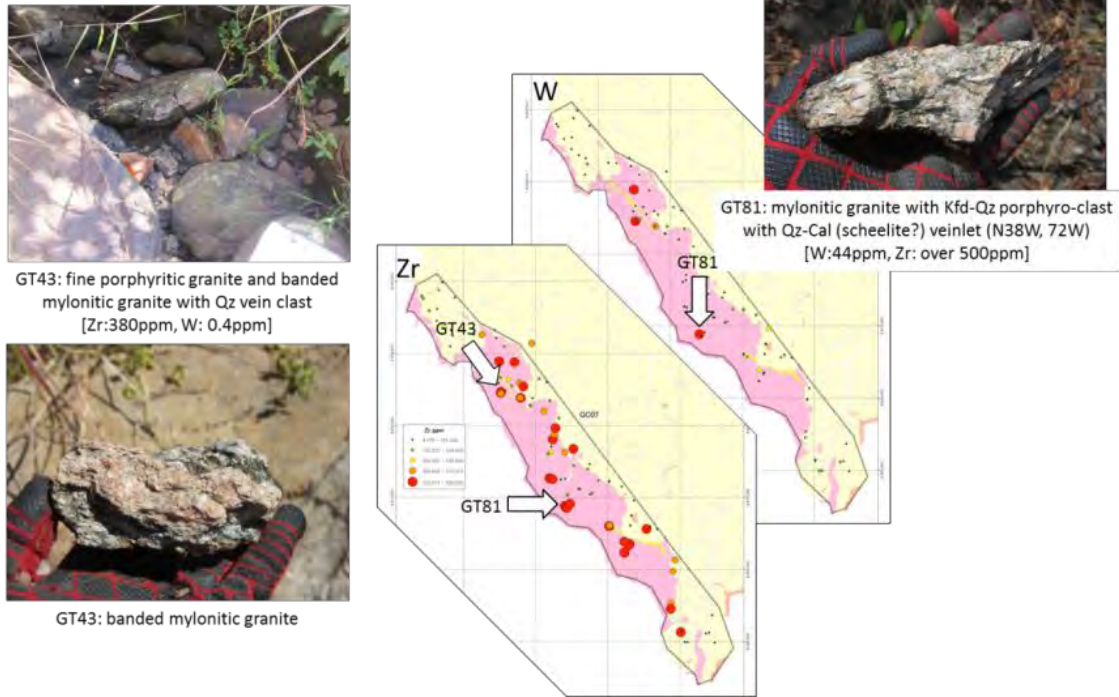 GT43: fine porphyritic granite and banded
mylonitic granite with Qz vein clast
[Zr:380ppm, W: 0.4ppm]
GT43: banded mylonitic granite
W
GT81
GT81: mylonitic granite with Kfd-Qz porphyro-clast
with Qz-Cal (scheelite?) veinlet (N38W, 72W)
[W:44ppm, Zr: over 500ppm]
Zr
GT43
GT81
Zr ppm